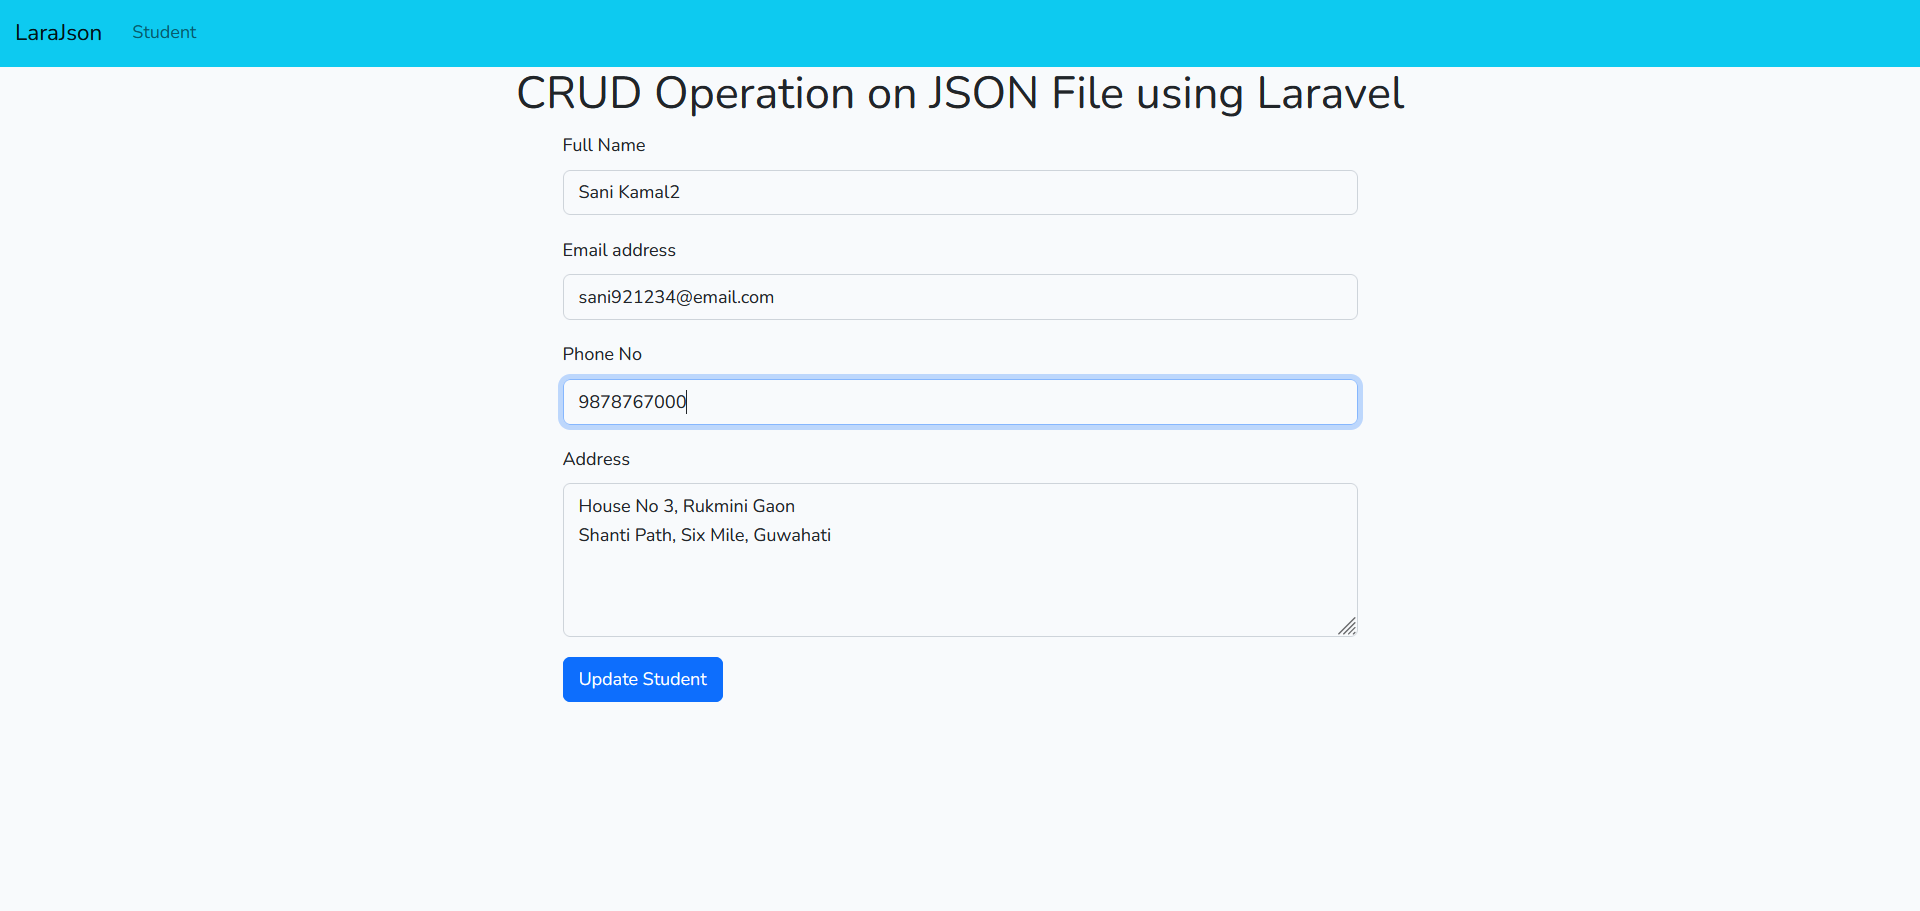 LaraJson Student
CRUD Operation on JSON File using Laravel
Full Name
Sani Kamal2
Email address
sani921234@email.com
Phone No
9878767000
Address
House No 3, Rukmini Gaon
Shanti Path, Six Mile, Guwahati
Update Student